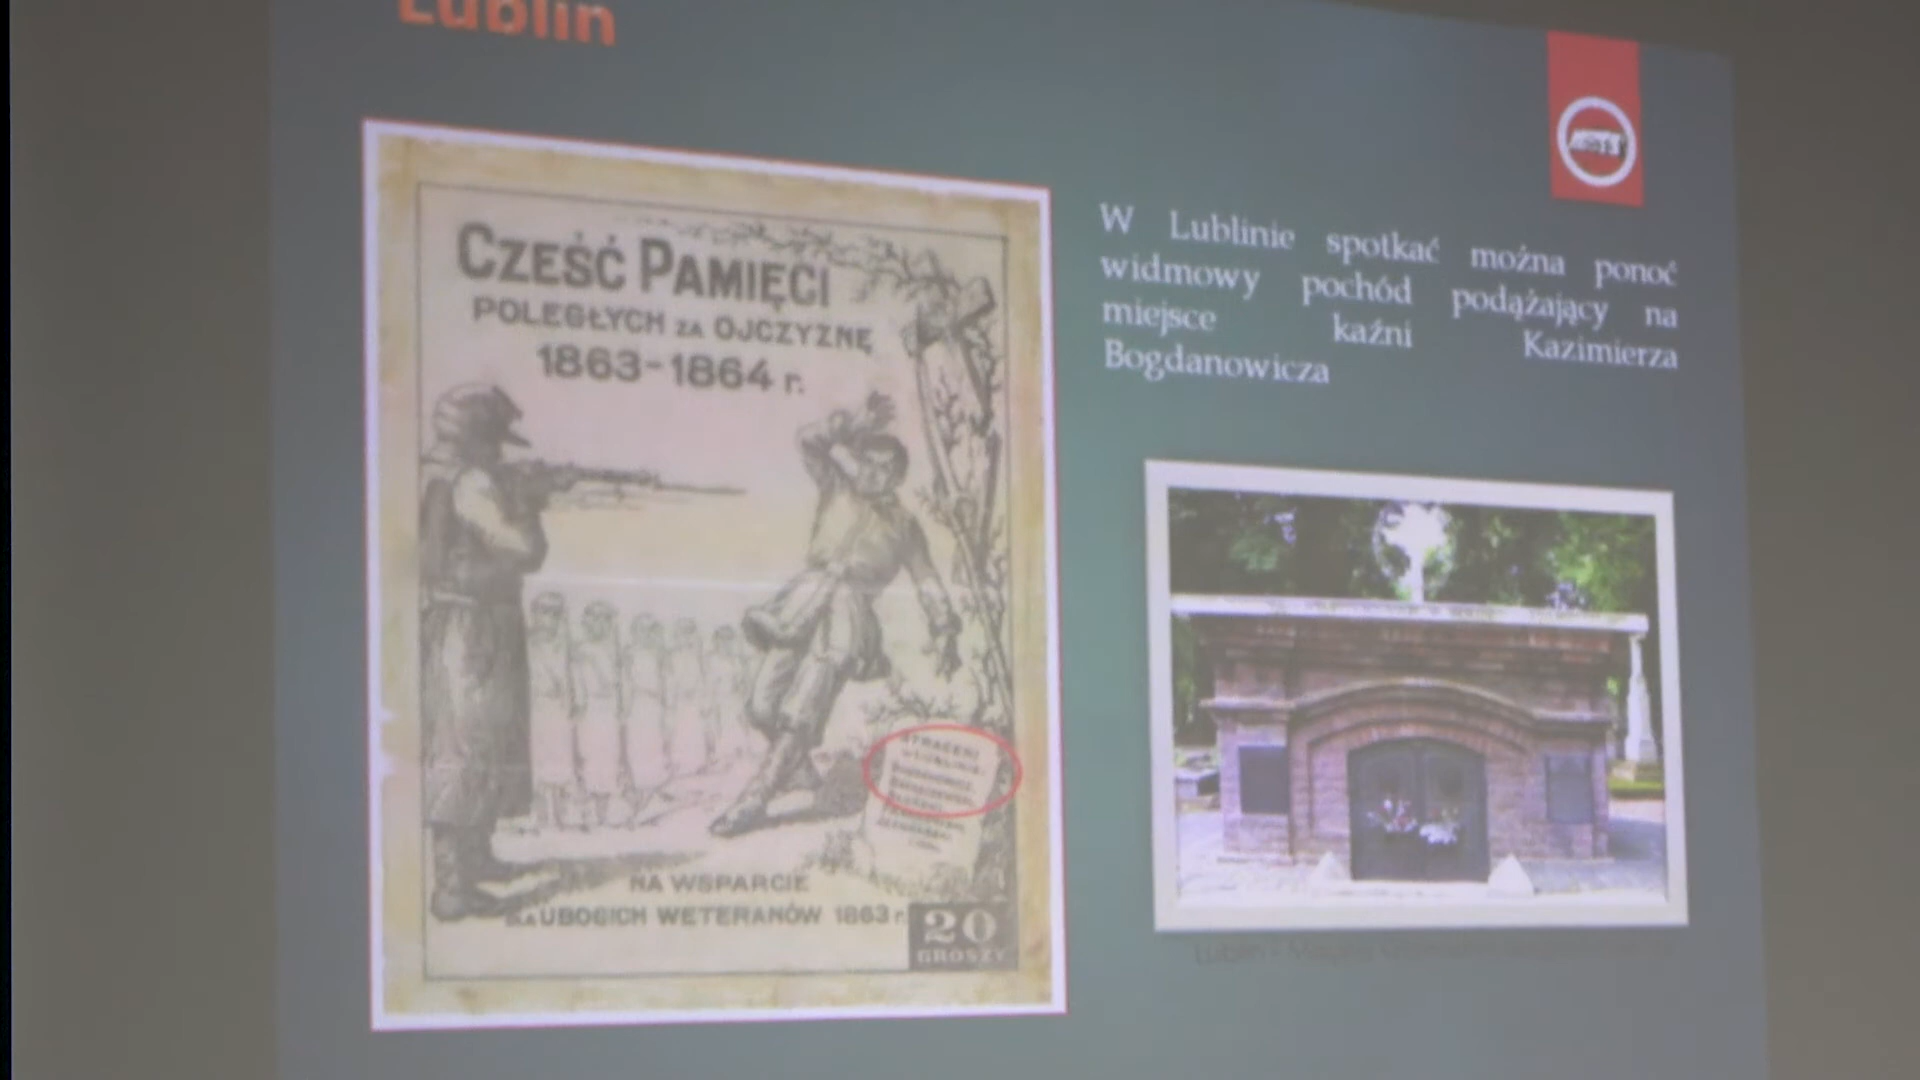 Lublin
CZEŚĆ PAMIĘCI
POLEGŁYCH ZA OJCZYZNĘ
1863-1864 r.
NA WSPARCIE
UBOGICH WETERANÓW 1863 r.
20
GROSZY
W Lublinie spotkać można ponoć
widmowy pochód podążający na
miejsce kaźni Kazimierza
Bogdanowicza